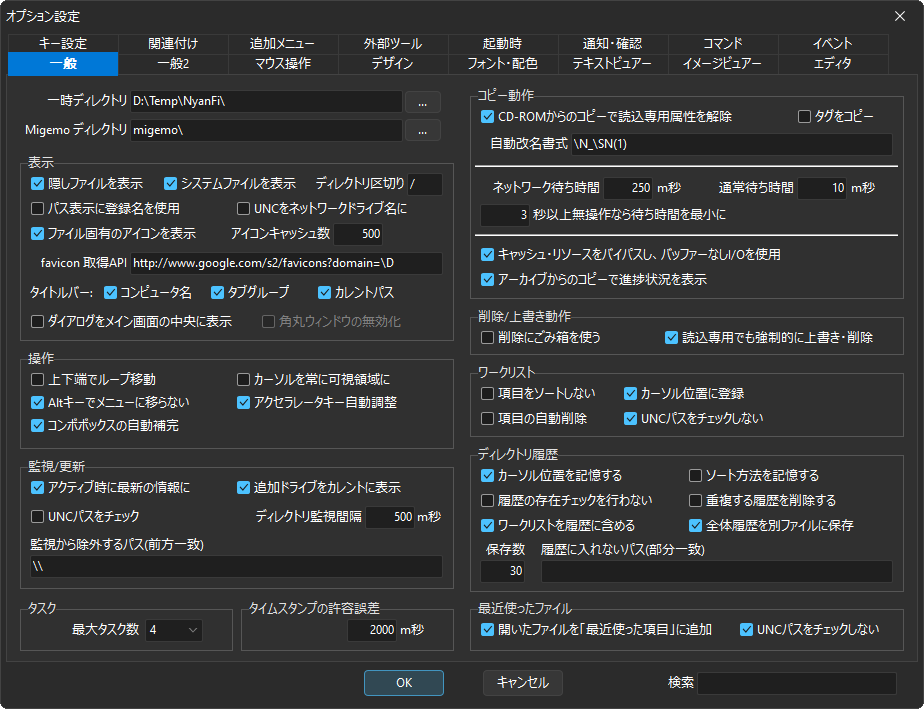 オプション設定
キー設定 関連付け 追加メニュー 外部ツール 起動時 通知・確認 コマンド イベント
一般 一般2 マウス操作 デザイン フォント・配色 テキストビュアー イメージビュアー エディタ
一時ディレクトリ D:\Temp\NyanFi\ ...
Migemo ディレクトリ migemo\ ...
表示
隠しファイルを表示 システムファイルを表示 ディレクトリ区切り /
パス表示に登録名を使用 UNCをネットワークドライブ名に
ファイル固有のアイコンを表示 アイコンキャッシュ数 500
favicon 取得API http://www.google.com/s2/favicons?domain=\D
タイトルバー: コンピュータ名 タブグループ カレントパス
ダイアログをメイン画面の中央に表示 角丸ウィンドウの無効化
操作
上下端でループ移動 カーソルを常に可視領域に
Altキーでメニューに移らない アクセラレータキー自動調整
コンボボックスの自動補完
監視/更新
アクティブ時に最新の情報に 追加ドライブをカレントに表示
UNCパスをチェック ディレクトリ監視間隔 500 m秒
監視から除外するパス(前方一致)
\\
タスク
最大タスク数 4
タイムスタンプの許容誤差
2000 m秒
コピー動作
CD-ROMからのコピーで読込専用属性を解除 タグをコピー
自動改名書式 \N_\SN(1)
ネットワーク待ち時間 250 m秒 通常待ち時間 10 m秒
3 秒以上無操作なら待ち時間を最小に
キャッシュ・リソースをバイパスし、バッファーなしI/Oを使用
アーカイブからのコピーで進捗状況を表示
削除/上書き動作
削除にごみ箱を使う 読込専用でも強制的に上書き・削除
ワークリスト
項目をソートしない カーソル位置に登録
項目の自動削除 UNCパスをチェックしない
ディレクトリ履歴
カーソル位置を記憶する ソート方法を記憶する
履歴の存在チェックを行わない 重複する履歴を削除する
ワークリストを履歴に含める 全体履歴を別ファイルに保存
保存数 履歴に入れないパス(部分一致)
30
最近使ったファイル
開いたファイルを「最近使った項目」に追加 UNCパスをチェックしない
OK キャンセル 検索